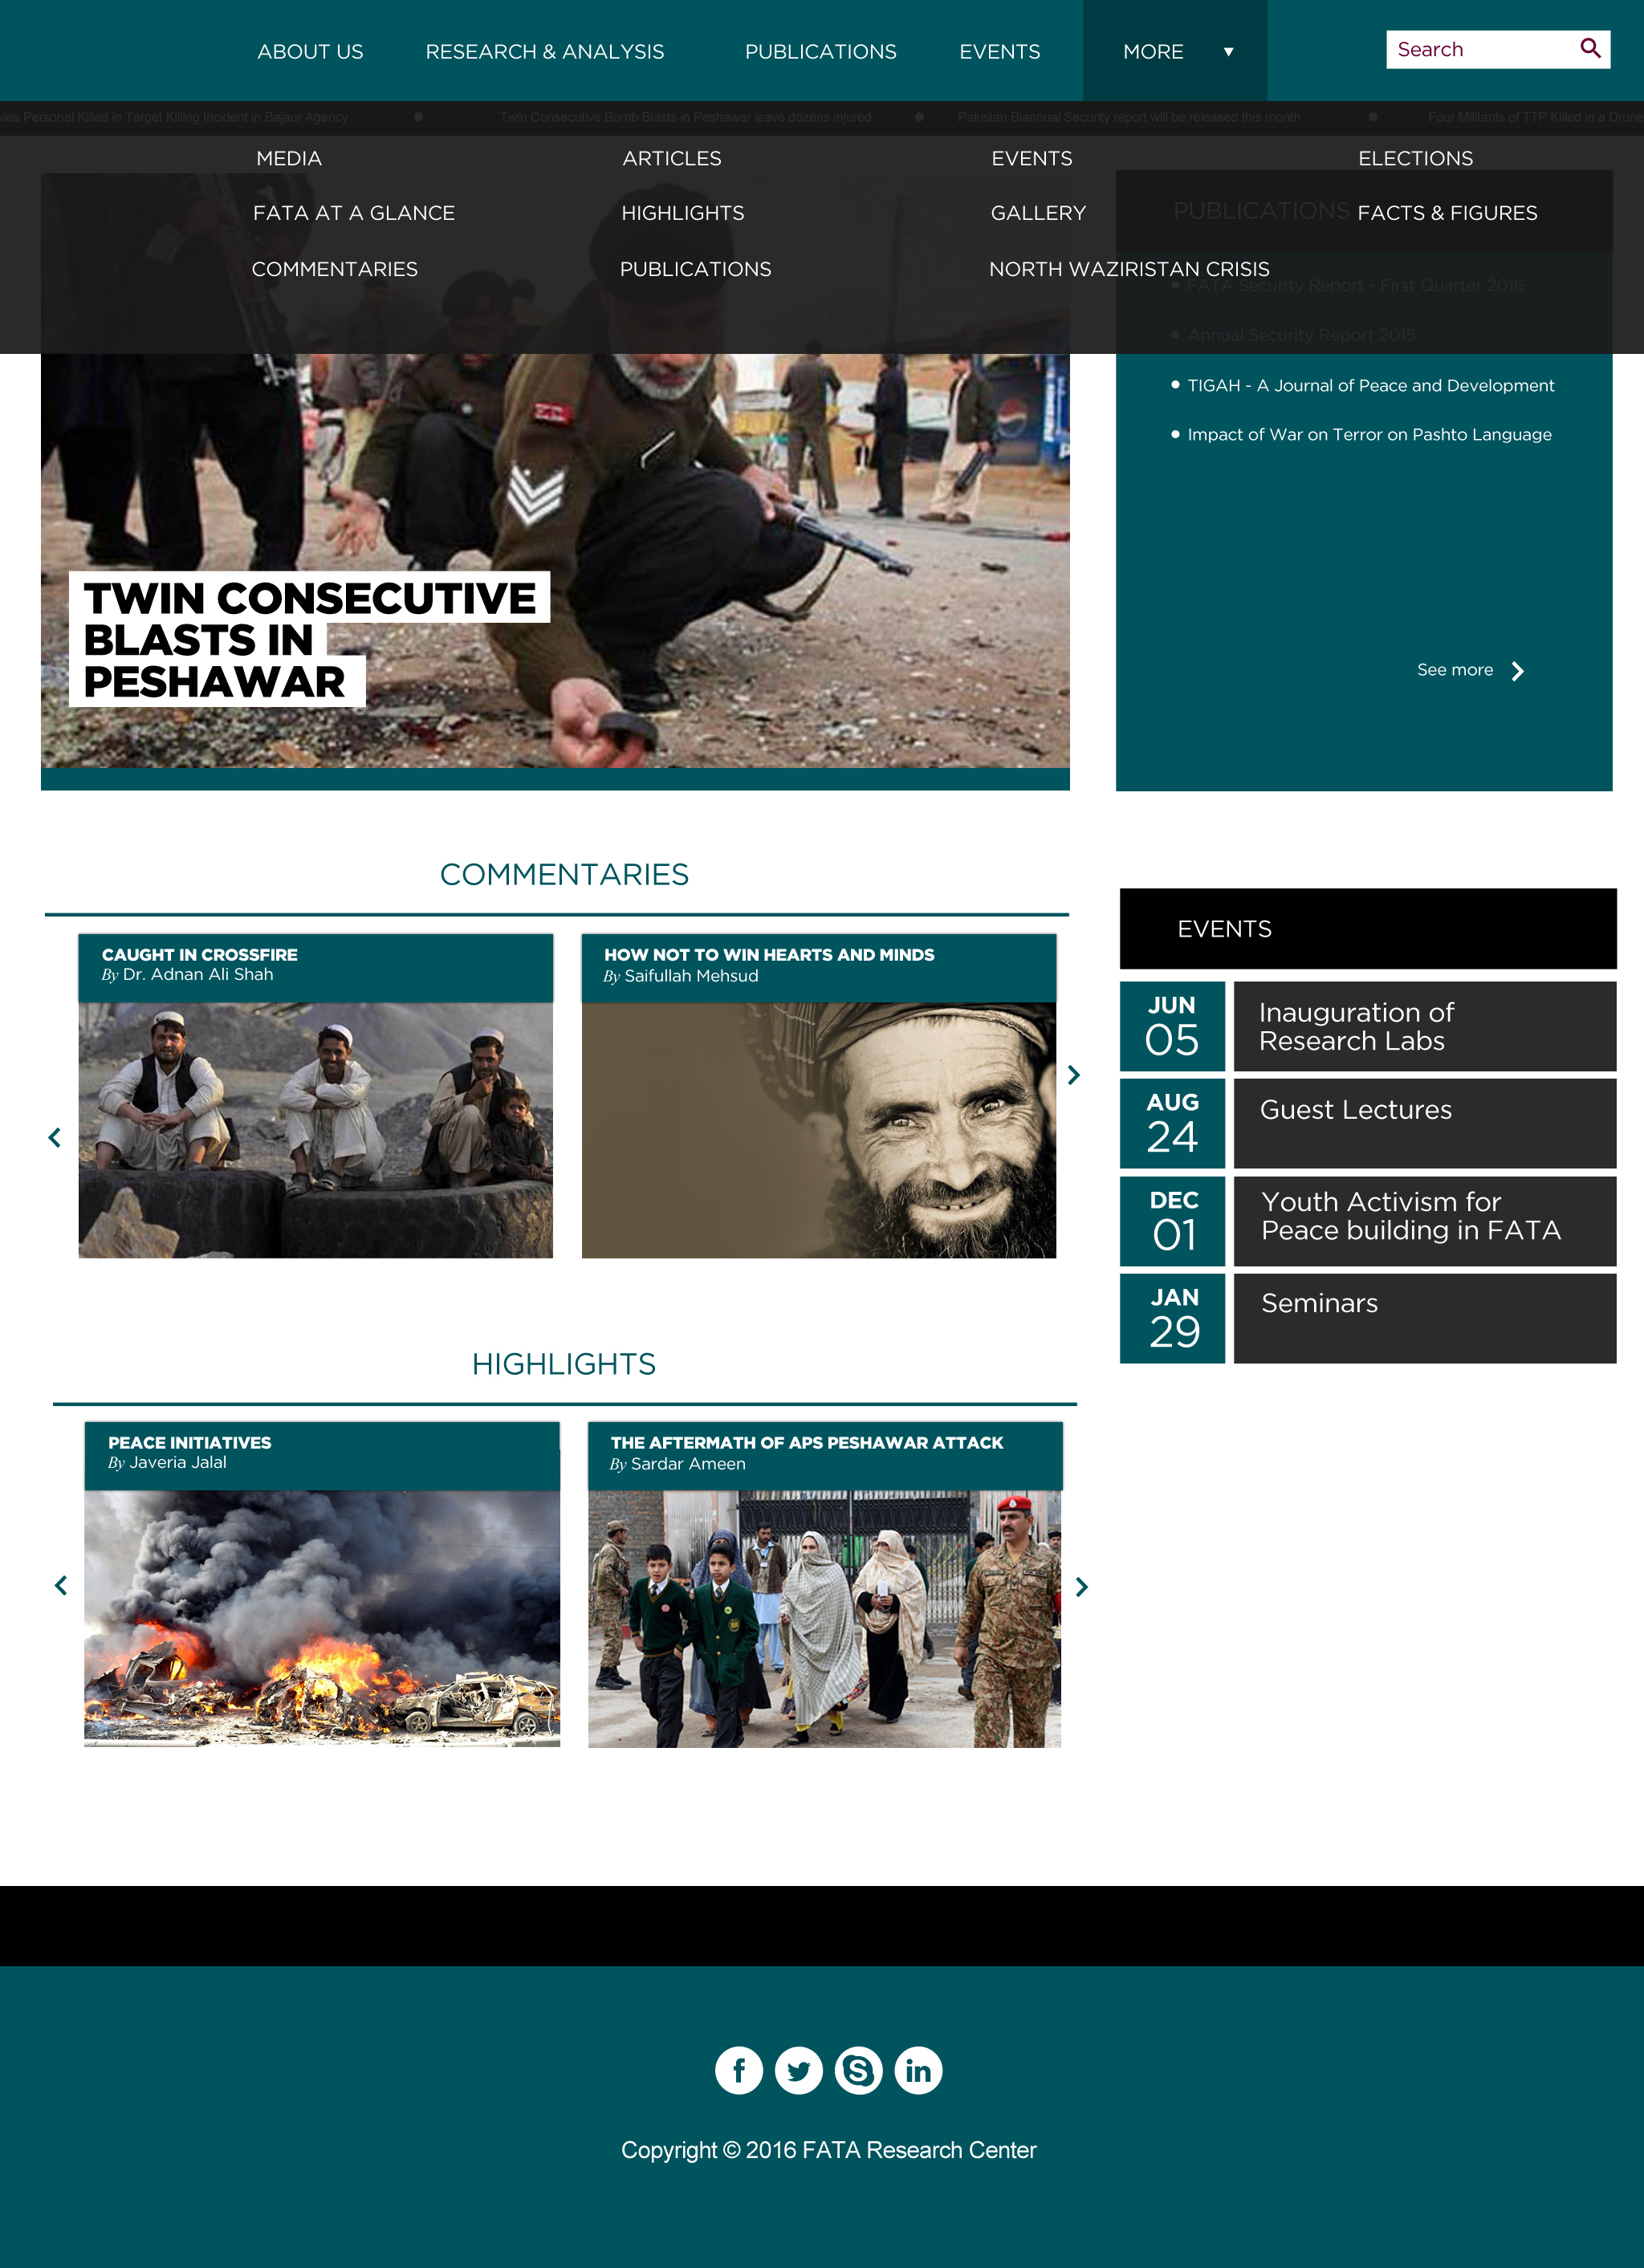 ABOUT US
RESEARCH & ANALYSIS
PUBLICATIONS
EVENTS
MORE
Search
Personal Killed in Target Killing Incident in Bajaur Agency
Twin Consecutive Bomb Blasts in Peshawar leave dozens injured
Pakistan Biannual Security report will be released this month
Four Militants of TTP Killed in a Drone
MEDIA
ARTICLES
EVENTS
ELECTIONS
FATA AT A GLANCE
HIGHLIGHTS
GALLERY
FACTS & FIGURES
COMMENTARIES
PUBLICATIONS
NORTH WAZIRISTAN CRISIS
PUBLICATIONS
FATA Security Report - First Quarter 2016
Annual Security Report 2015
TIGAH - A Journal of Peace and Development
Impact of War on Terror on Pashto Language
See more
TWIN CONSECUTIVE
BLASTS IN
PESHAWAR
COMMENTARIES
CAUGHT IN CROSSFIRE
By Dr. Adnan Ali Shah
HOW NOT TO WIN HEARTS AND MINDS
By Saifullah Mehsud
EVENTS
JUN
05
Inauguration of
Research Labs
AUG
24
Guest Lectures
DEC
01
Youth Activism for
Peace building in FATA
JAN
29
Seminars
HIGHLIGHTS
PEACE INITIATIVES
By Javeria Jalal
THE AFTERMATH OF APS PESHAWAR ATTACK
By Sardar Ameen
Copyright © 2016 FATA Research Center